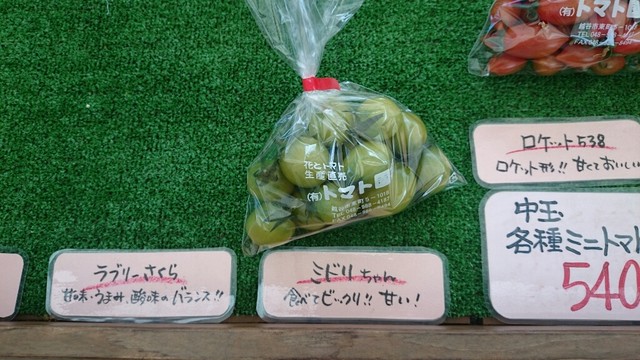 (有)トマト
花とトマト
生産直売
(有)トマト園
ラブリーさくら
甘味・うまみ、酸味のバランス!!
ミドリちゃん
食べてビックリ!! 甘い!
ロケット538
ロケット形!! 甘くておいしい
中玉
各種ミニトマト
540